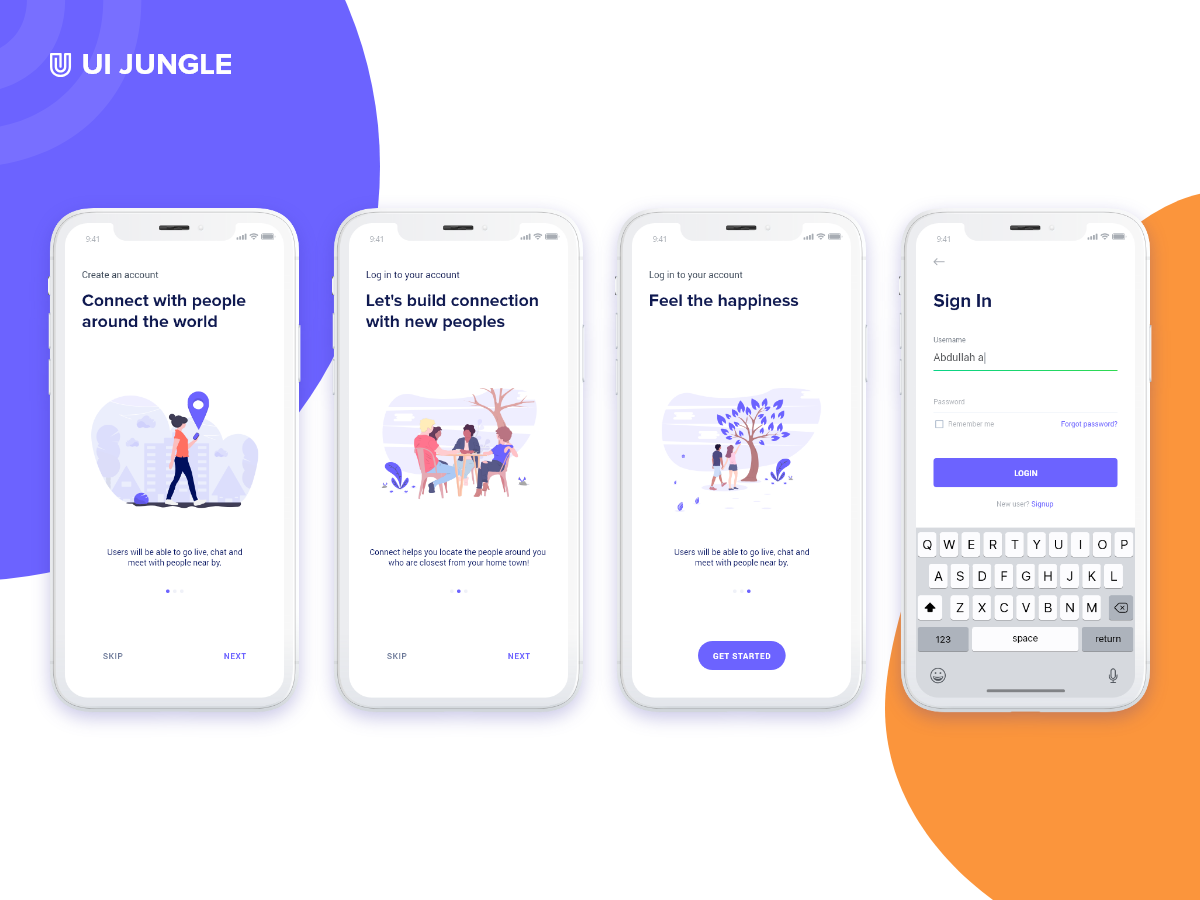 UI JUNGLE
9:41
Create an account
Connect with people
around the world
Users will be able to go live, chat and
meet with people near by.
SKIP
NEXT
9:41
Log in to your account
Let's build connection
with new peoples
Connect helps you locate the people around you
who are closest from your home town!
SKIP
NEXT
9:41
Log in to your account
Feel the happiness
Users will be able to go live, chat and
meet with people near by.
GET STARTED
9:41
Sign In
Username
Abdullah a
Password
Remember me
Forgot password?
LOGIN
New user? Signup
Q W E R T Y U I O P
A S D F G H J K L
Z X C V B N M
123 space return